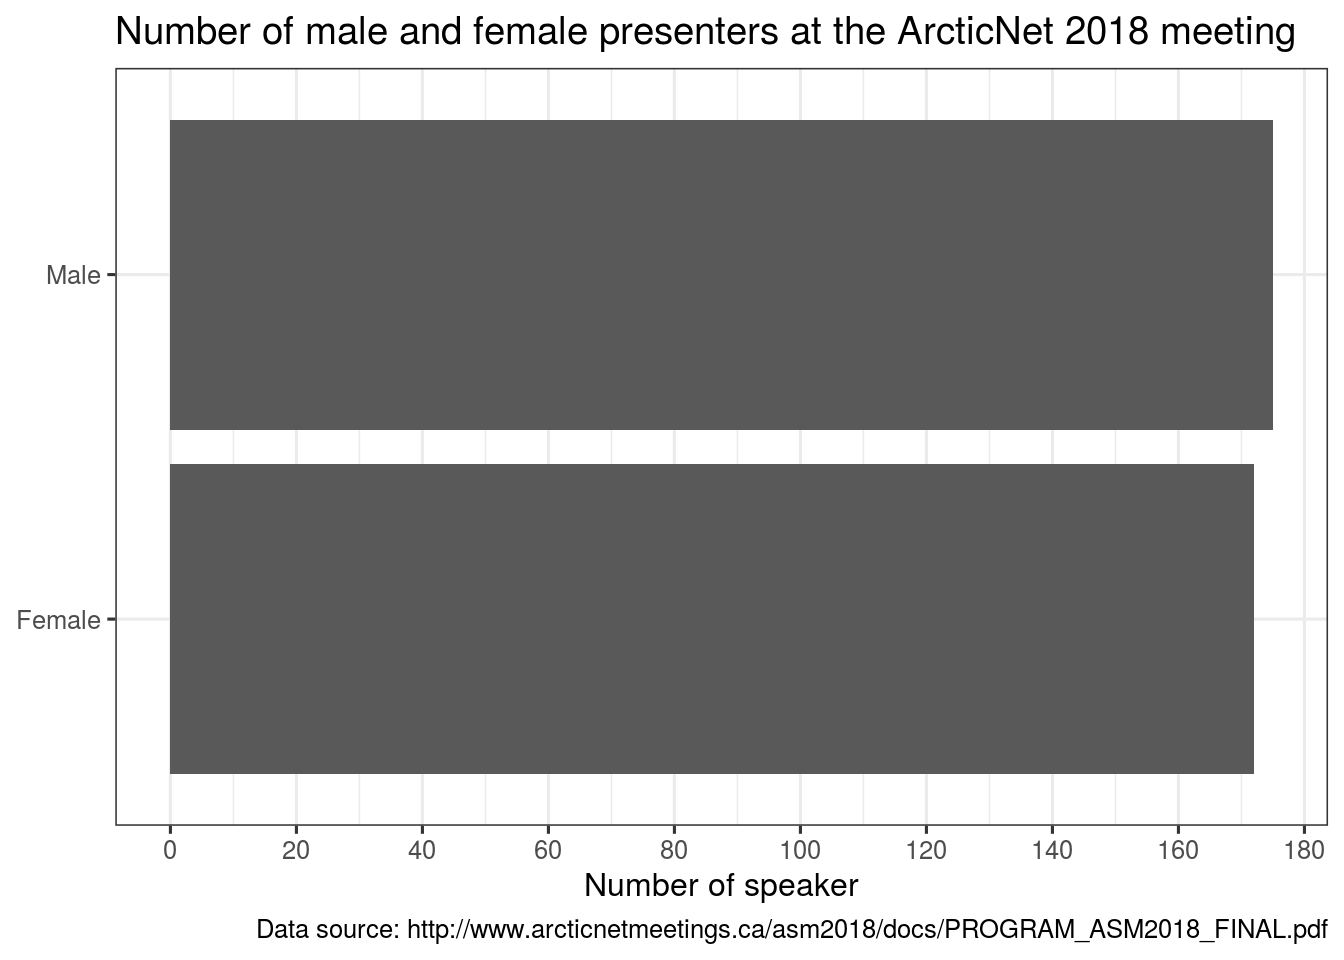 Number of male and female presenters at the ArcticNet 2018 meeting
Male
Female
0 20 40 60 80 100 120 140 160 180
Number of speaker
Data source: http://www.arcticnetmeetings.ca/asm2018/docs/PROGRAM_ASM2018_FINAL.pdf